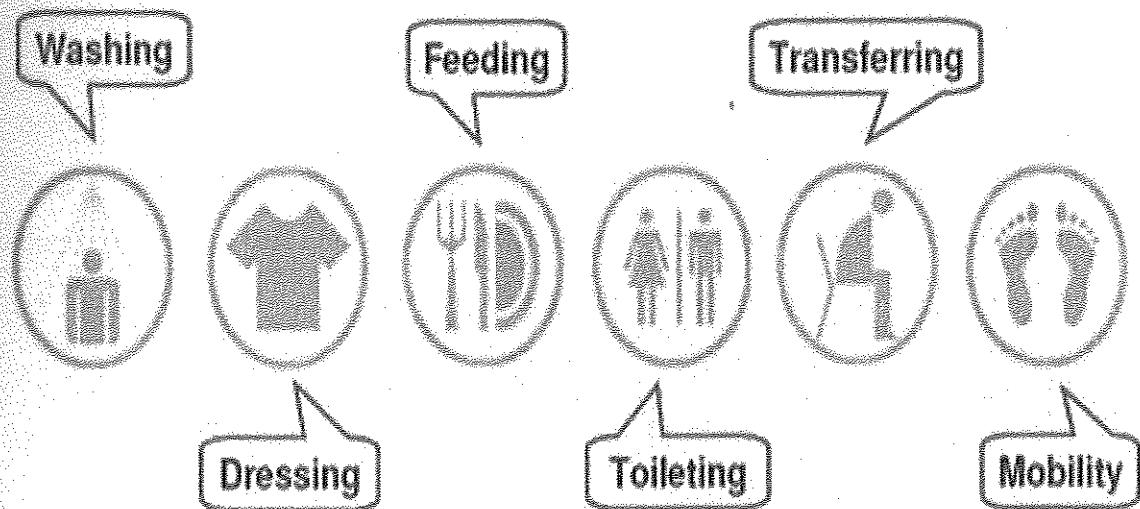 Washing
Feeding
Transferring
Dressing
Toileting
Mobility